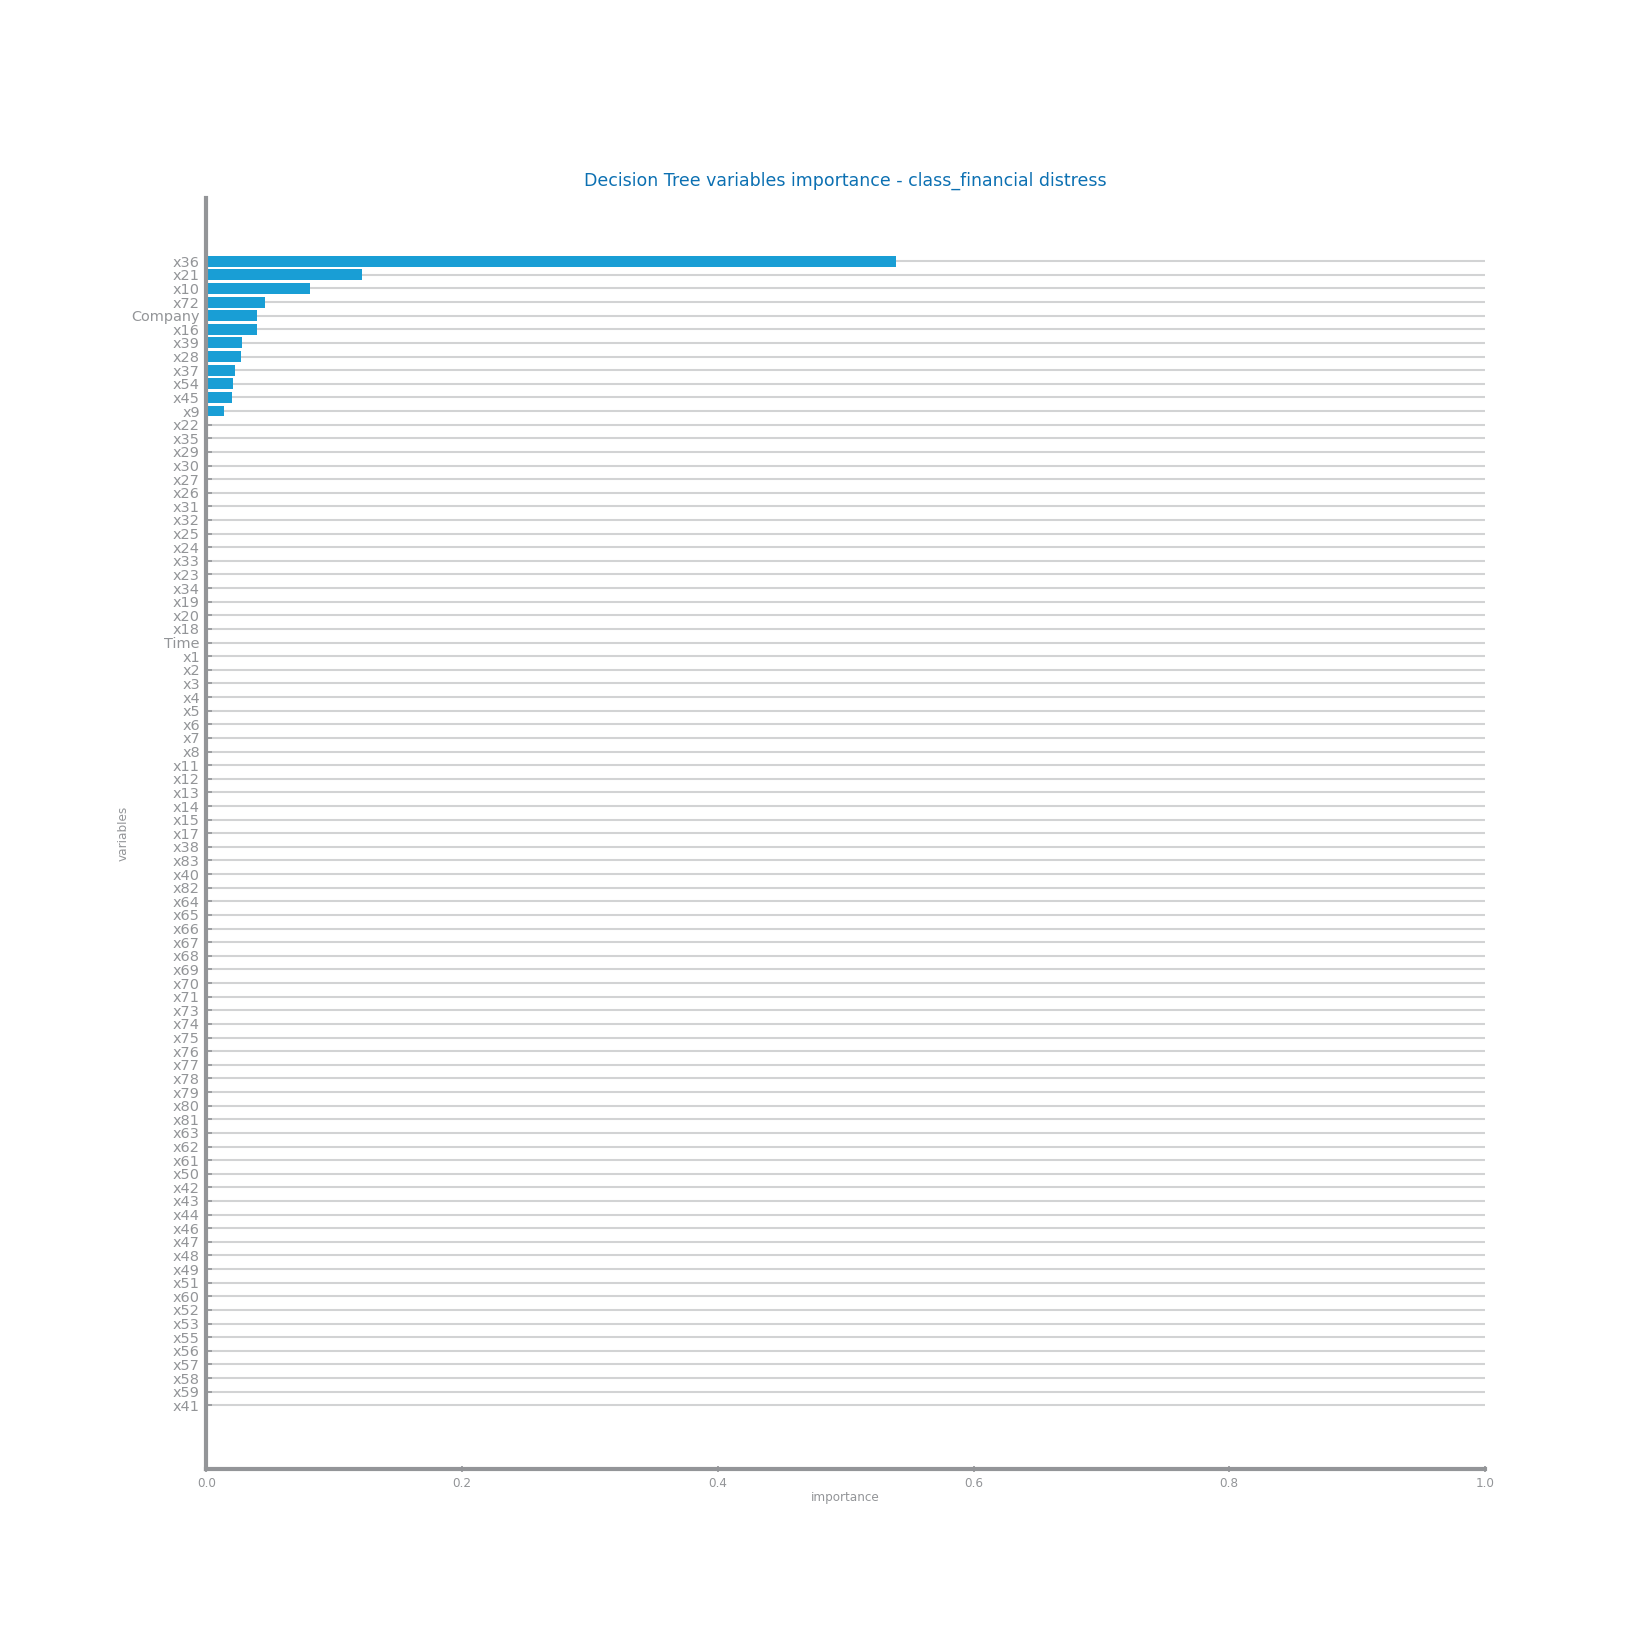 Decision Tree variables importance - class_financial distress
x36
x21
x10
x72
Company
x16
x39
x28
x37
x54
x45
x9
x22
x35
x29
x30
x27
x26
x31
x32
x25
x24
x33
x23
x34
x19
x20
x18
Time
x1
x2
x3
x4
x5
x6
x7
x8
x11
x12
x13
x14
x15
x17
x38
x83
x40
x82
x64
x65
x66
x67
x68
x69
x70
x71
x73
x74
x75
x76
x77
x78
x79
x80
x81
x63
x62
x61
x50
x42
x43
x44
x46
x47
x48
x49
x51
x60
x52
x53
x55
x56
x57
x58
x59
x41
variables
0.0 0.2 0.4 0.6 0.8 1.0
importance